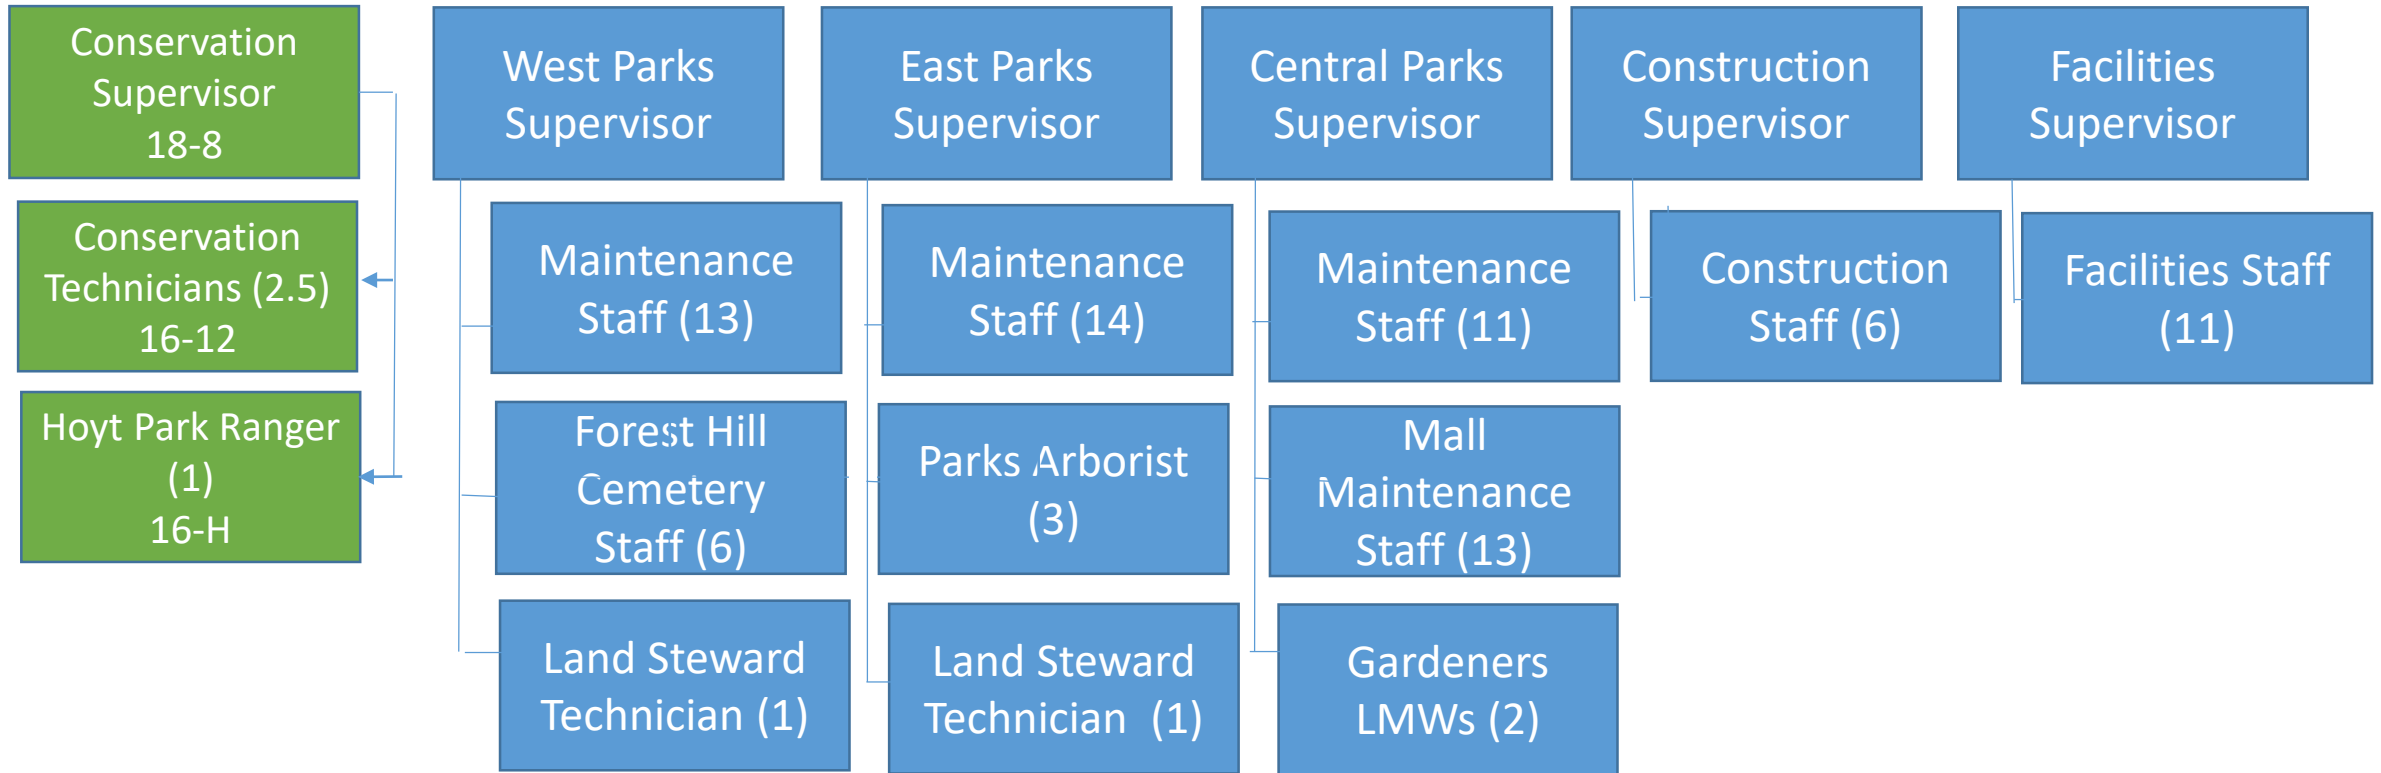 Conservation
Supervisor
18-8
Conservation
Technicians (2.5)
16-12
Hoyt Park Ranger
(1)
16-H
West Parks
Supervisor
Maintenance
Staff (13)
Forest Hill
Cemetery
Staff (6)
Land Steward
Technician (1)
East Parks
Supervisor
Maintenance
Staff (14)
Parks Arborist
(3)
Land Steward
Technician (1)
Central Parks
Supervisor
Maintenance
Staff (11)
Mall
Maintenance
Staff (13)
Gardeners
LMWs (2)
Construction
Supervisor
Construction
Staff (6)
Facilities
Supervisor
Facilities Staff
(11)